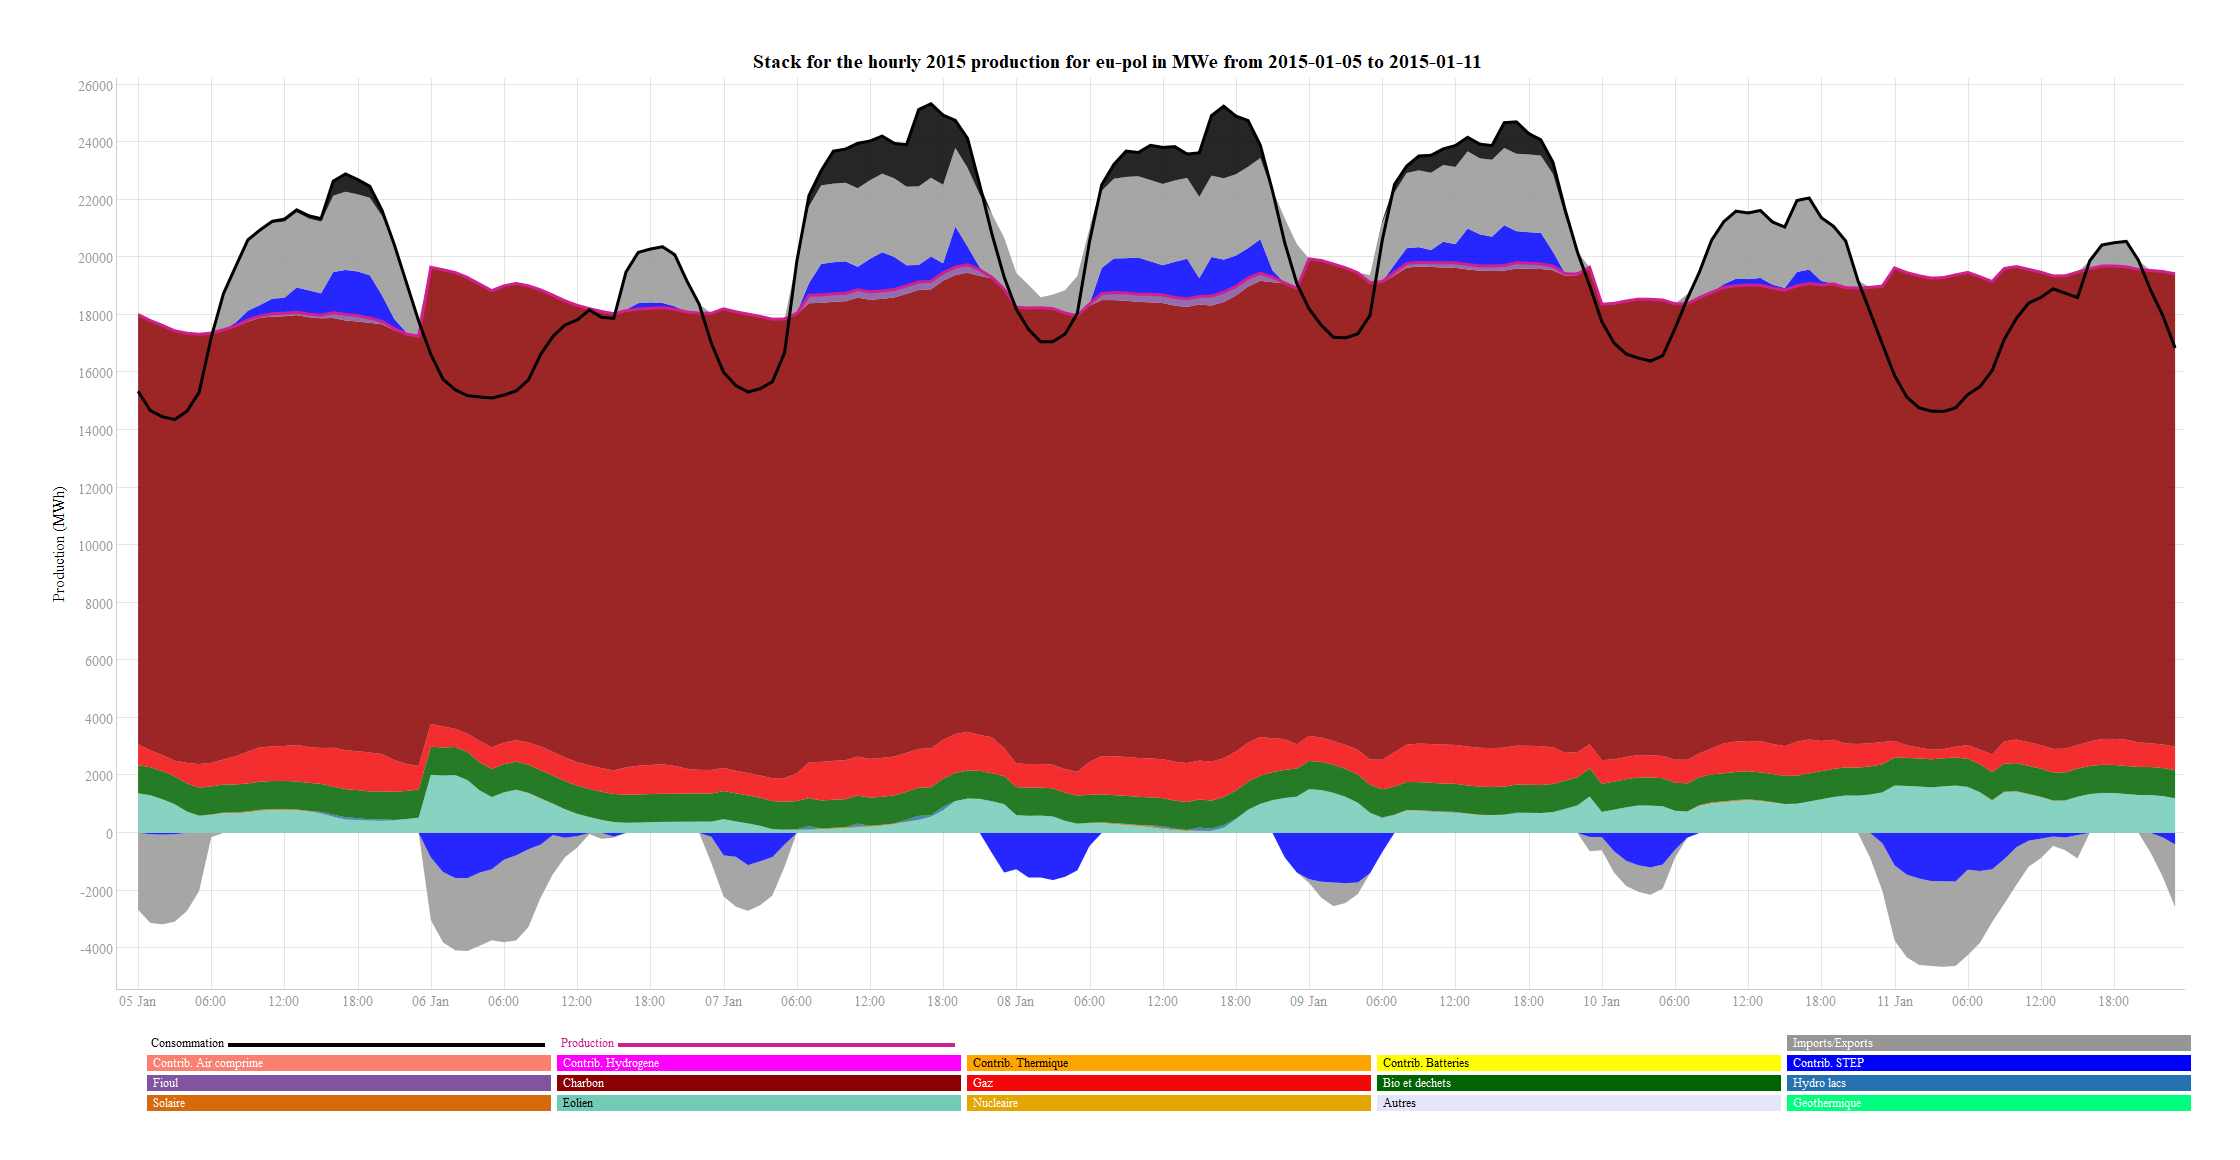 Stack for the hourly 2015 production for eu-pol in MWe from 2015-01-05 to 2015-01-11
26000
24000
22000
20000
18000
16000
14000
12000
10000
8000
6000
4000
2000
0
-2000
-4000
Production (MWh)
05 Jan 06:00 12:00 18:00 06 Jan 06:00 12:00 18:00 07 Jan 06:00 12:00 18:00 08 Jan 06:00 12:00 18:00 09 Jan 06:00 12:00 18:00 10 Jan 06:00 12:00 18:00 11 Jan 06:00 12:00 18:00
Consommation Production Imports/Exports
Contrib. Air comprime Contrib. Hydrogene Contrib. Thermique Contrib. Batteries Contrib. STEP
Fioul Charbon Gaz Bio et dechets Hydro lacs
Solaire Eolien Nucleaire Autres Geothermique